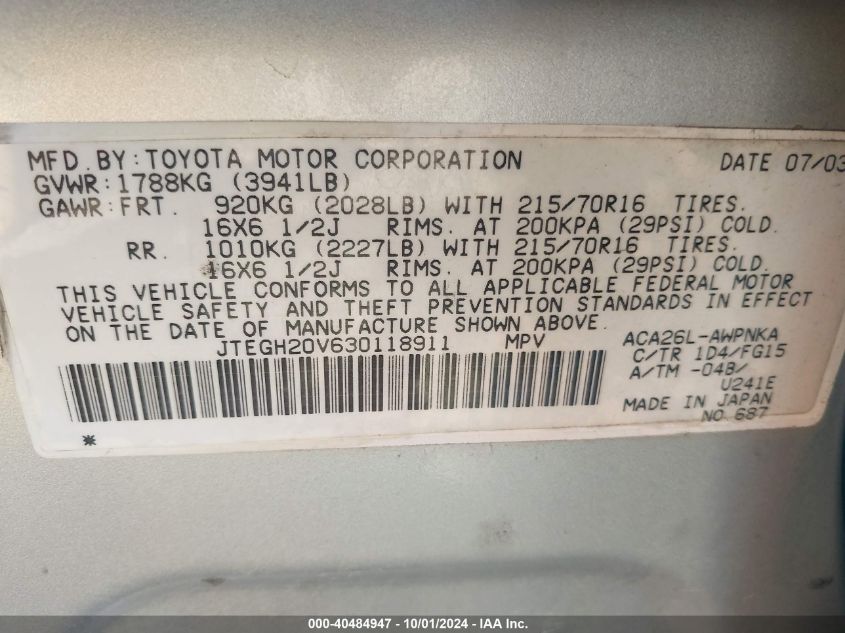 MFD.BY:TOYOTA MOTOR CORPORATION DATE 07/03
GVWR:1788KG (3941LB)
GAWR:FRT. 920KG (2028LB) WITH 215/70R16 TIRES.
16X6 1/2J RIMS. AT 200KPA (29PSI) COLD.
RR. 1010KG (2227LB) WITH 215/70R16 TIRES.
16X6 1/2J RIMS. AT 200KPA (29PSI) COLD.
THIS VEHICLE CONFORMS TO ALL APPLICABLE FEDERAL MOTOR
VEHICLE SAFETY AND THEFT PREVENTION STANDARDS IN EFFECT
ON THE DATE OF MANUFACTURE SHOWN ABOVE.
JTEGH20V630118911 MPV
ACA26L-AWPNKA
C/TR 1D4/FG15
A/TM -04B/
U241E
MADE IN JAPAN
NO.687
*
000-40484947 - 10/01/2024 - IAA Inc.